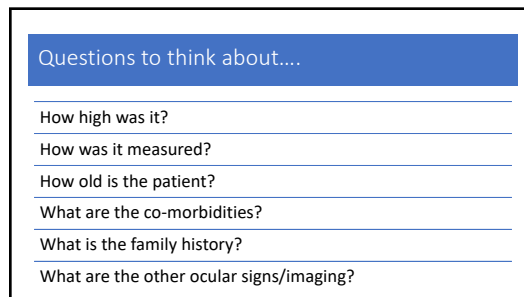 Questions to think about....
How high was it?
How was it measured?
How old is the patient?
What are the co-morbidities?
What is the family history?
What are the other ocular signs/imaging?